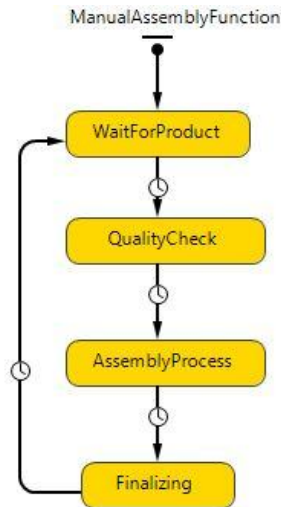 ManualAssemblyFunction
WaitForProduct
QualityCheck
AssemblyProcess
Finalizing